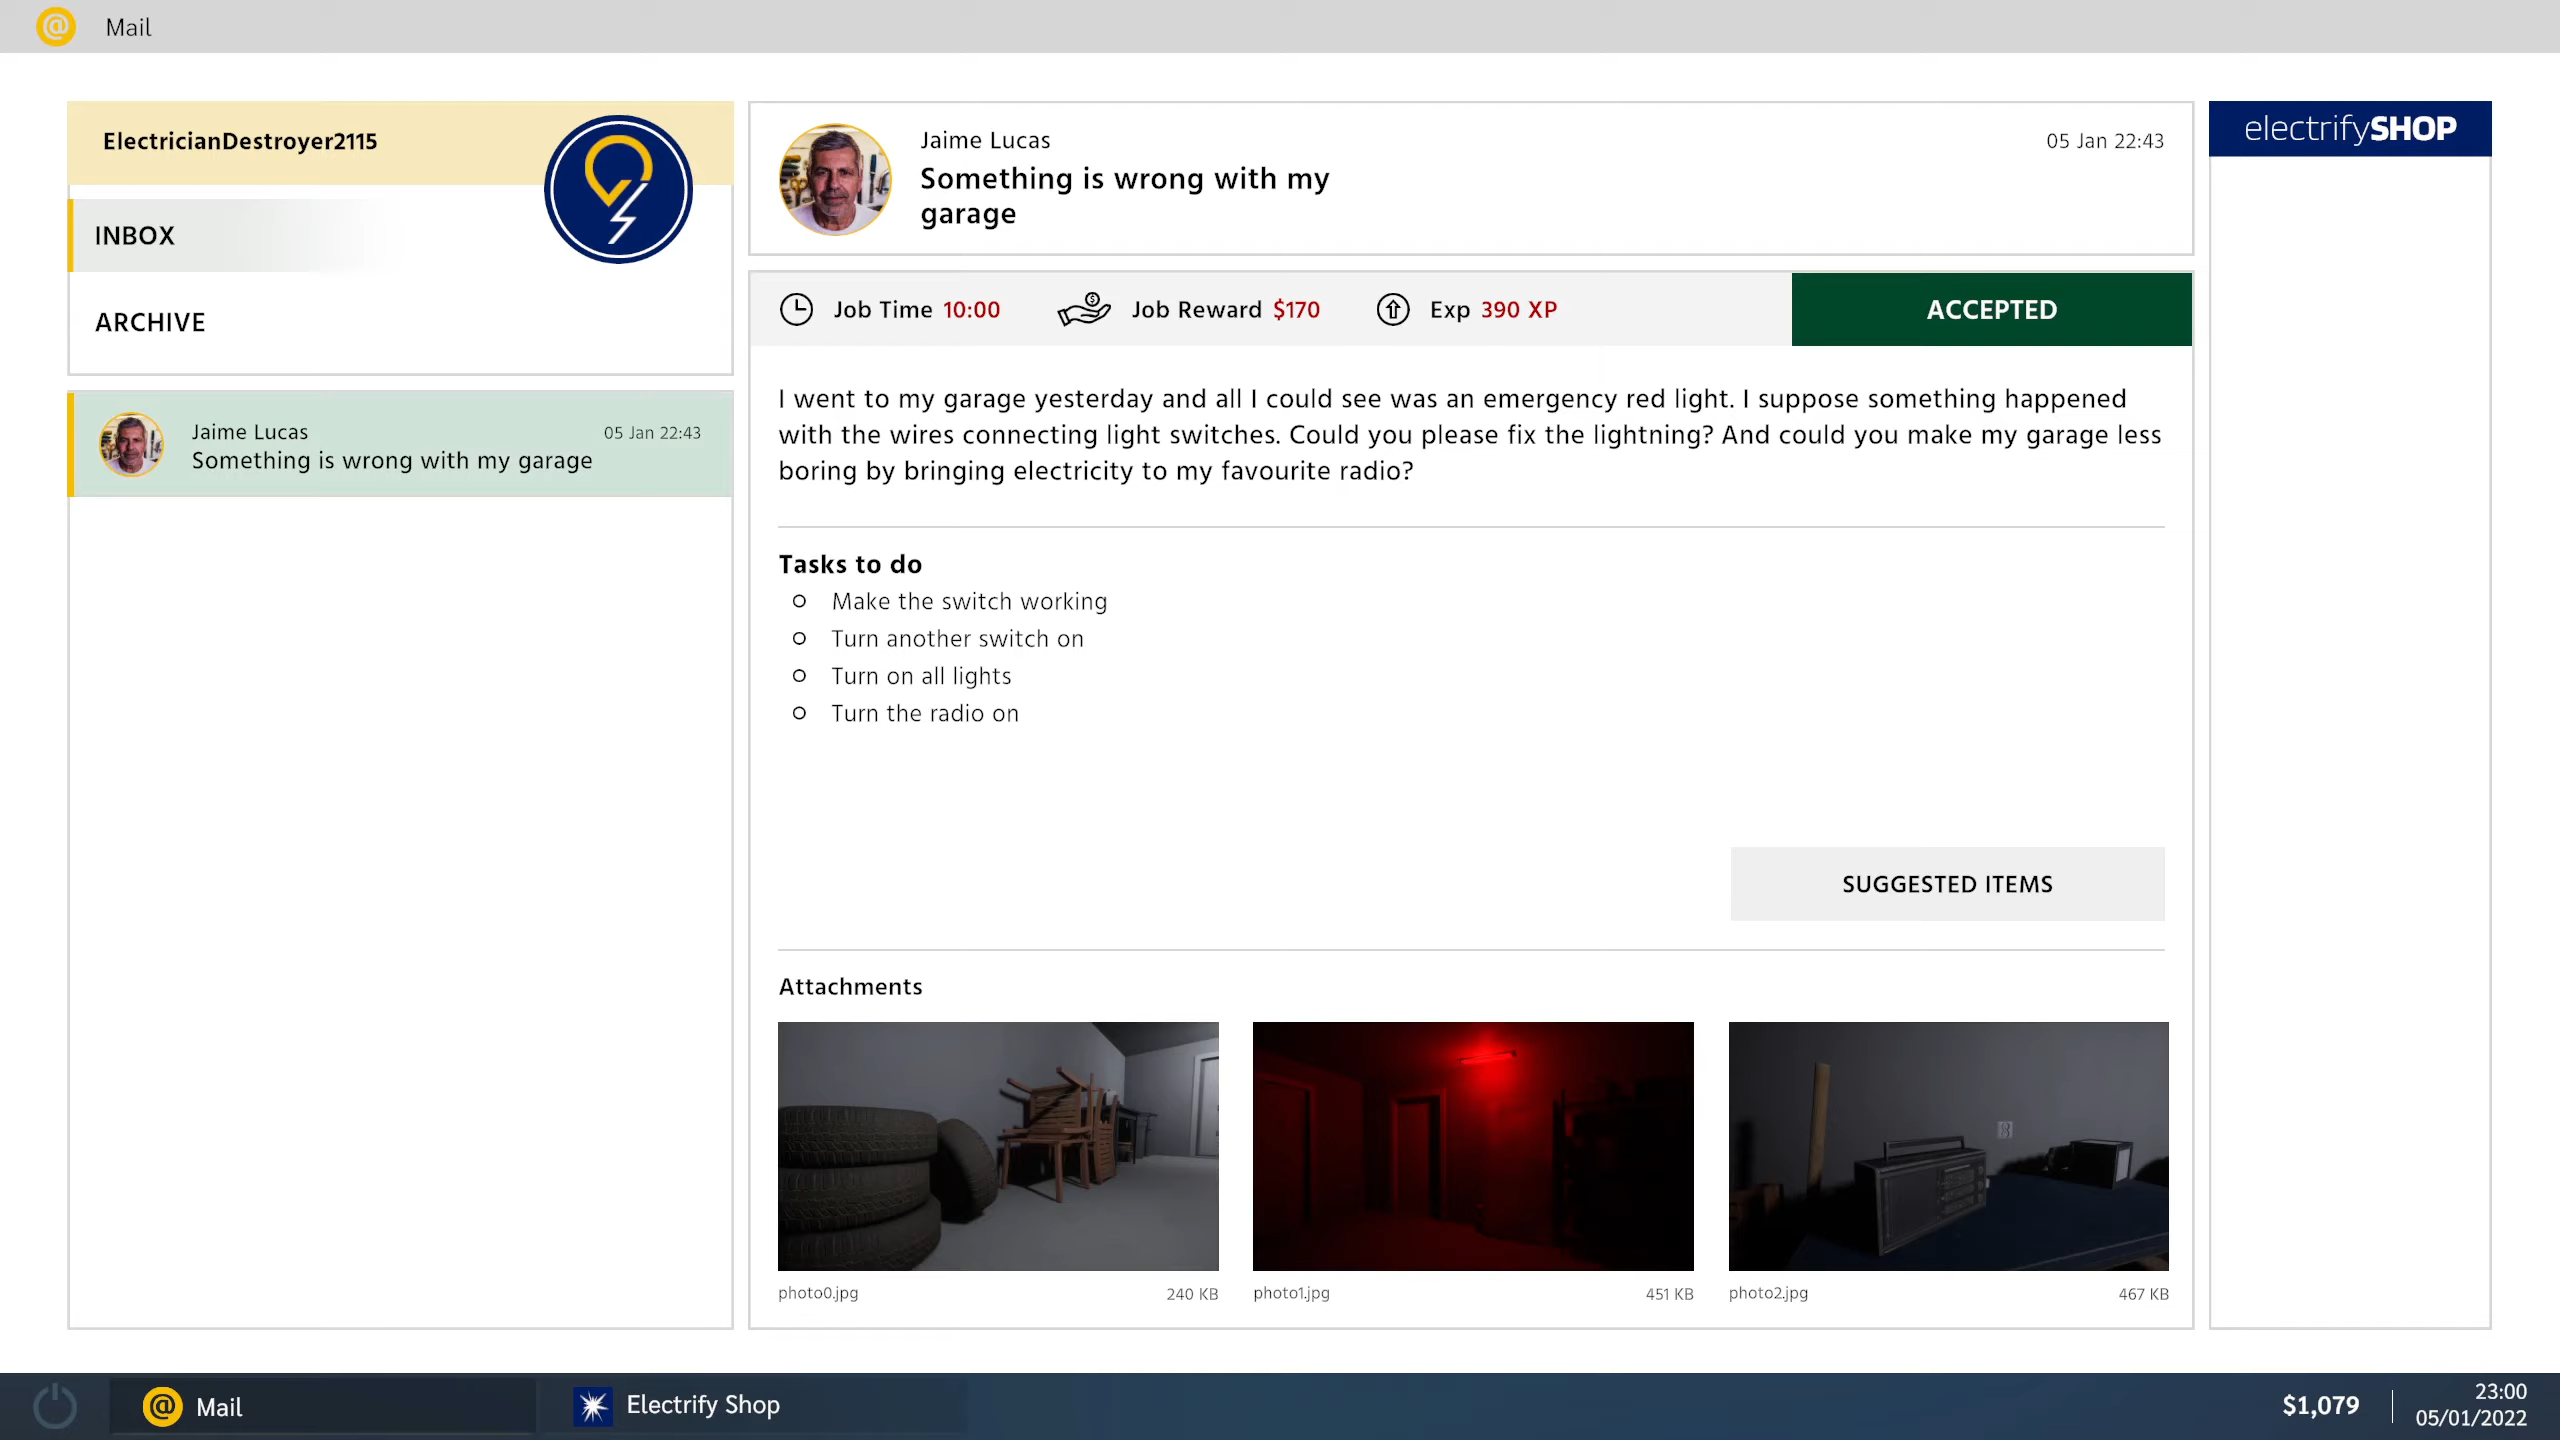 Mail
ElectricianDestroyer2115
INBOX
ARCHIVE
Jaime Lucas
05 Jan 22:43
Something is wrong with my garage
Jaime Lucas
05 Jan 22:43
Something is wrong with my
garage
Job Time 10:00
Job Reward $170
Exp 390 XP
ACCEPTED
I went to my garage yesterday and all I could see was an emergency red light. I suppose something happened
with the wires connecting light switches. Could you please fix the lightning? And could you make my garage less
boring by bringing electricity to my favourite radio?
Tasks to do
Make the switch working
Turn another switch on
Turn on all lights
Turn the radio on
SUGGESTED ITEMS
Attachments
photo0.jpg
240 KB
photo1.jpg
451 KB
photo2.jpg
467 KB
electrifySHOP
Mail
Electrify Shop
$1,079
23:00
05/01/2022